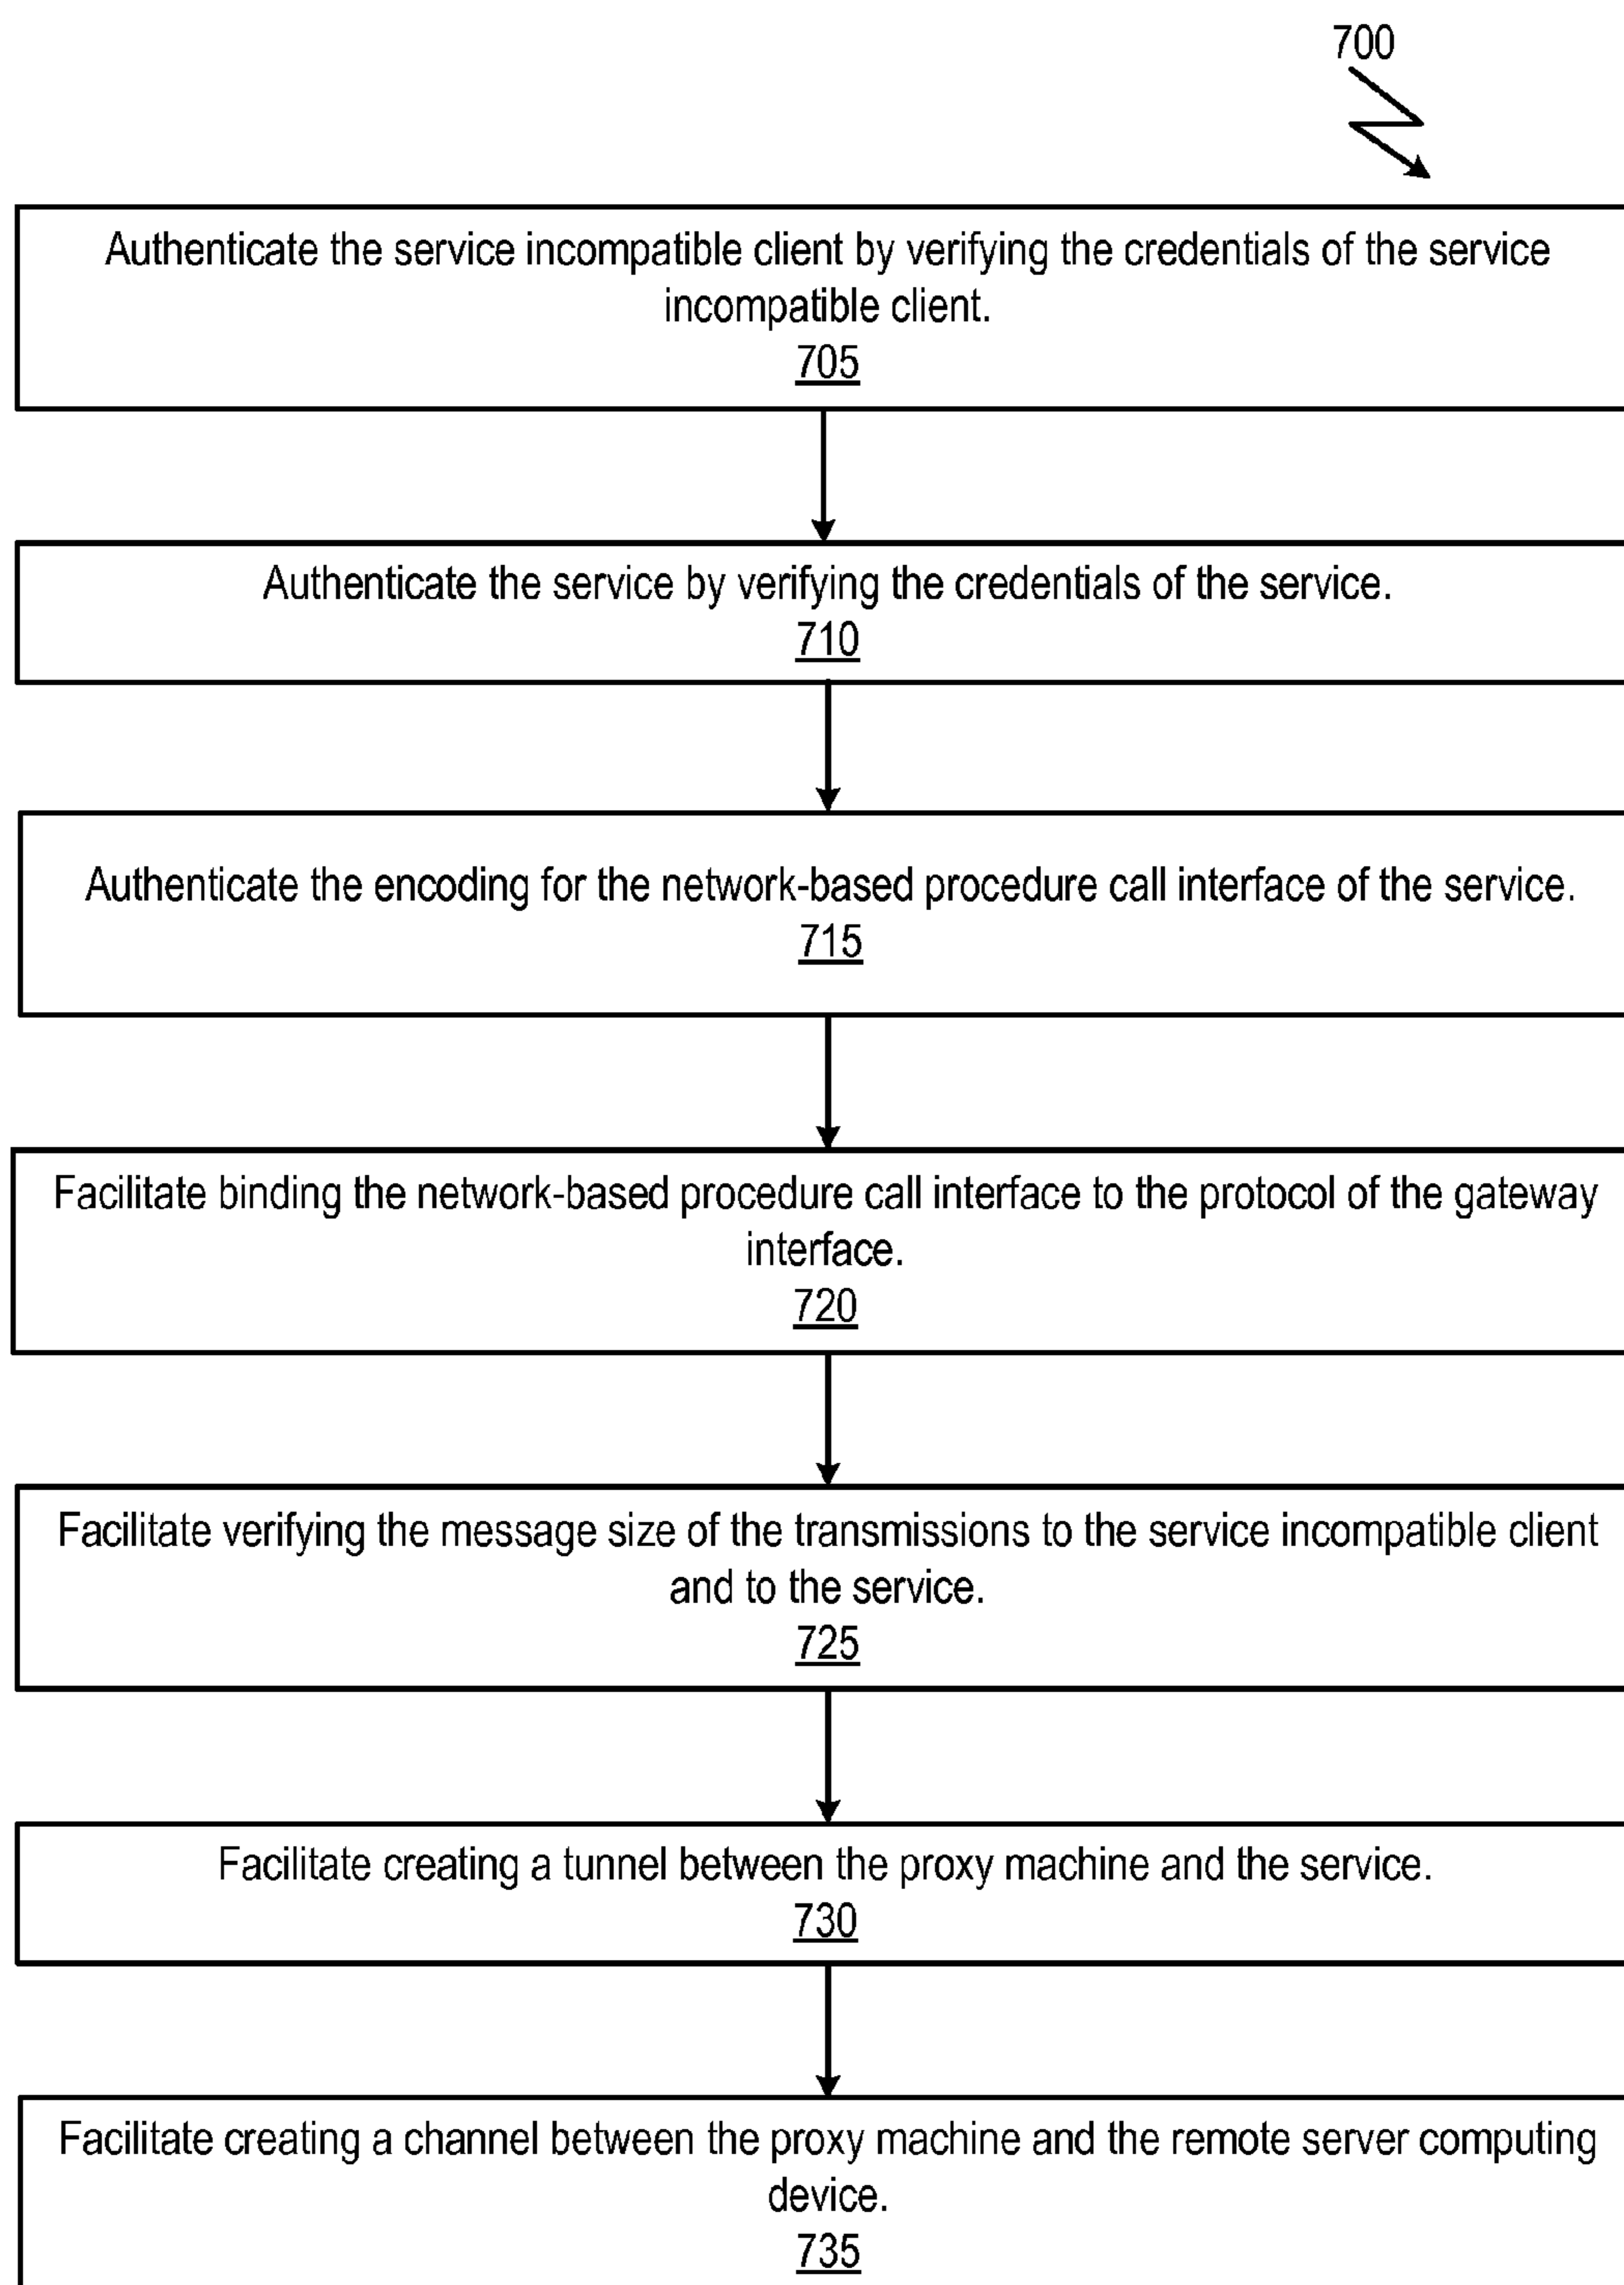 700
Authenticate the service incompatible client by verifying the credentials of the service
incompatible client.
705
Authenticate the service by verifying the credentials of the service.
710
Authenticate the encoding for the network-based procedure call interface of the service.
715
Facilitate binding the network-based procedure call interface to the protocol of the gateway
interface.
720
Facilitate verifying the message size of the transmissions to the service incompatible client
and to the service.
725
Facilitate creating a tunnel between the proxy machine and the service.
730
Facilitate creating a channel between the proxy machine and the remote server computing
device.
735